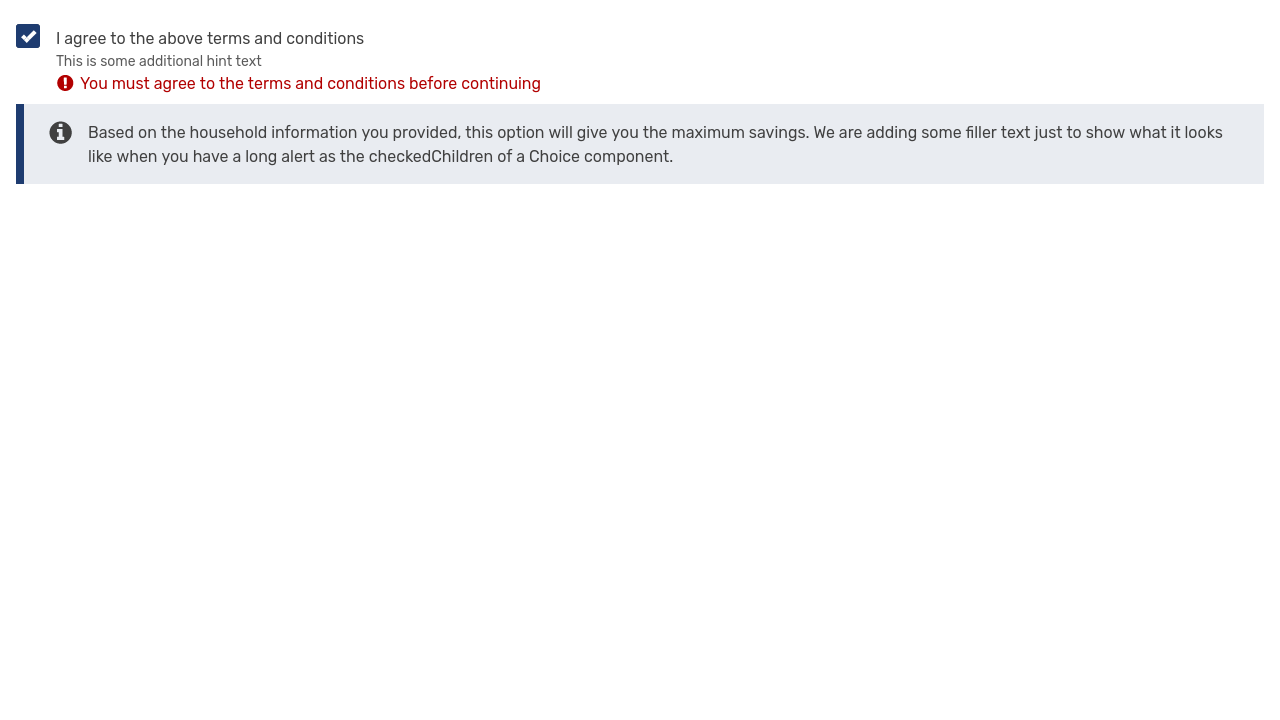 I agree to the above terms and conditions
This is some additional hint text
You must agree to the terms and conditions before continuing
Based on the household information you provided, this option will give you the maximum savings. We are adding some filler text just to show what it looks
like when you have a long alert as the checkedChildren of a Choice component.